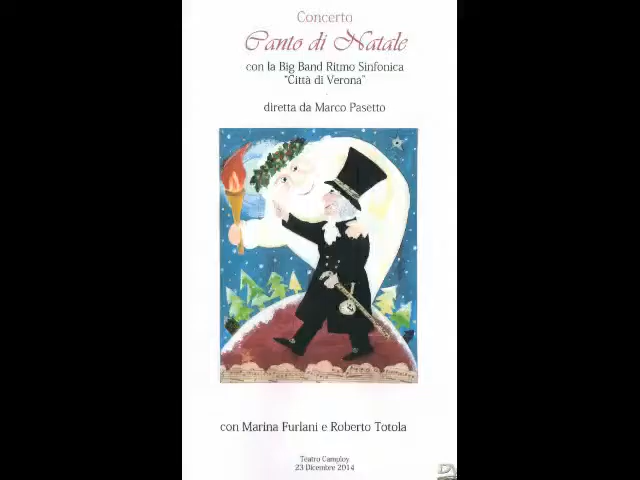 Concerto
Canto di Natale
con la Big Band Ritmo Sinfonica
"Città di Verona"
diretta da Marco Pasetto
con Marina Furlani e Roberto Totola
Teatro Camploy
23 Dicembre 2014